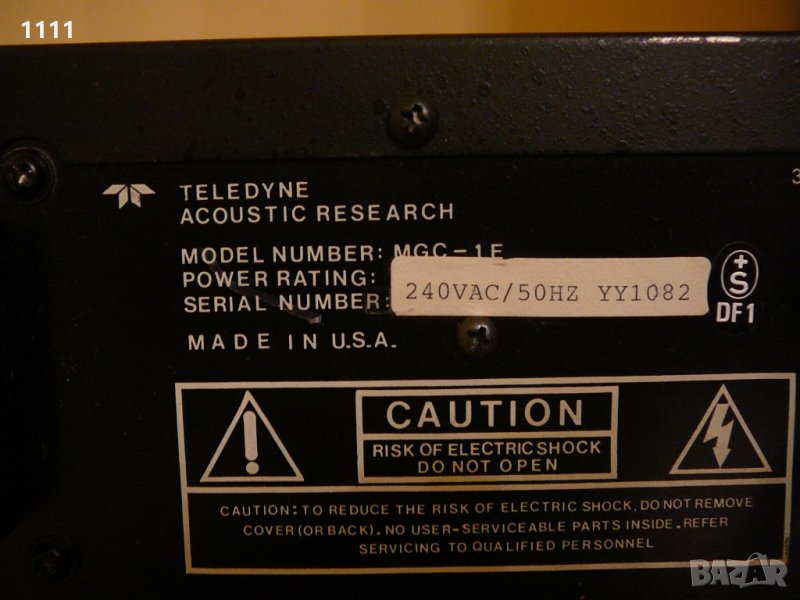 1111
3
TELEDYNE
ACOUSTIC RESEARCH
MODEL NUMBER: MGC-1E
POWER RATING:
SERIAL NUMBER:
240VAC/50HZ YY1082
+
S
DF1
MADE IN U.S.A.
CAUTION
RISK OF ELECTRIC SHOCK
DO NOT OPEN
CAUTION: TO REDUCE THE RISK OF ELECTRIC SHOCK, DO NOT REMOVE
COVER (OR BACK). NO USER-SERVICEABLE PARTS INSIDE. REFER
SERVICING TO QUALIFIED PERSONNEL
BAZAR